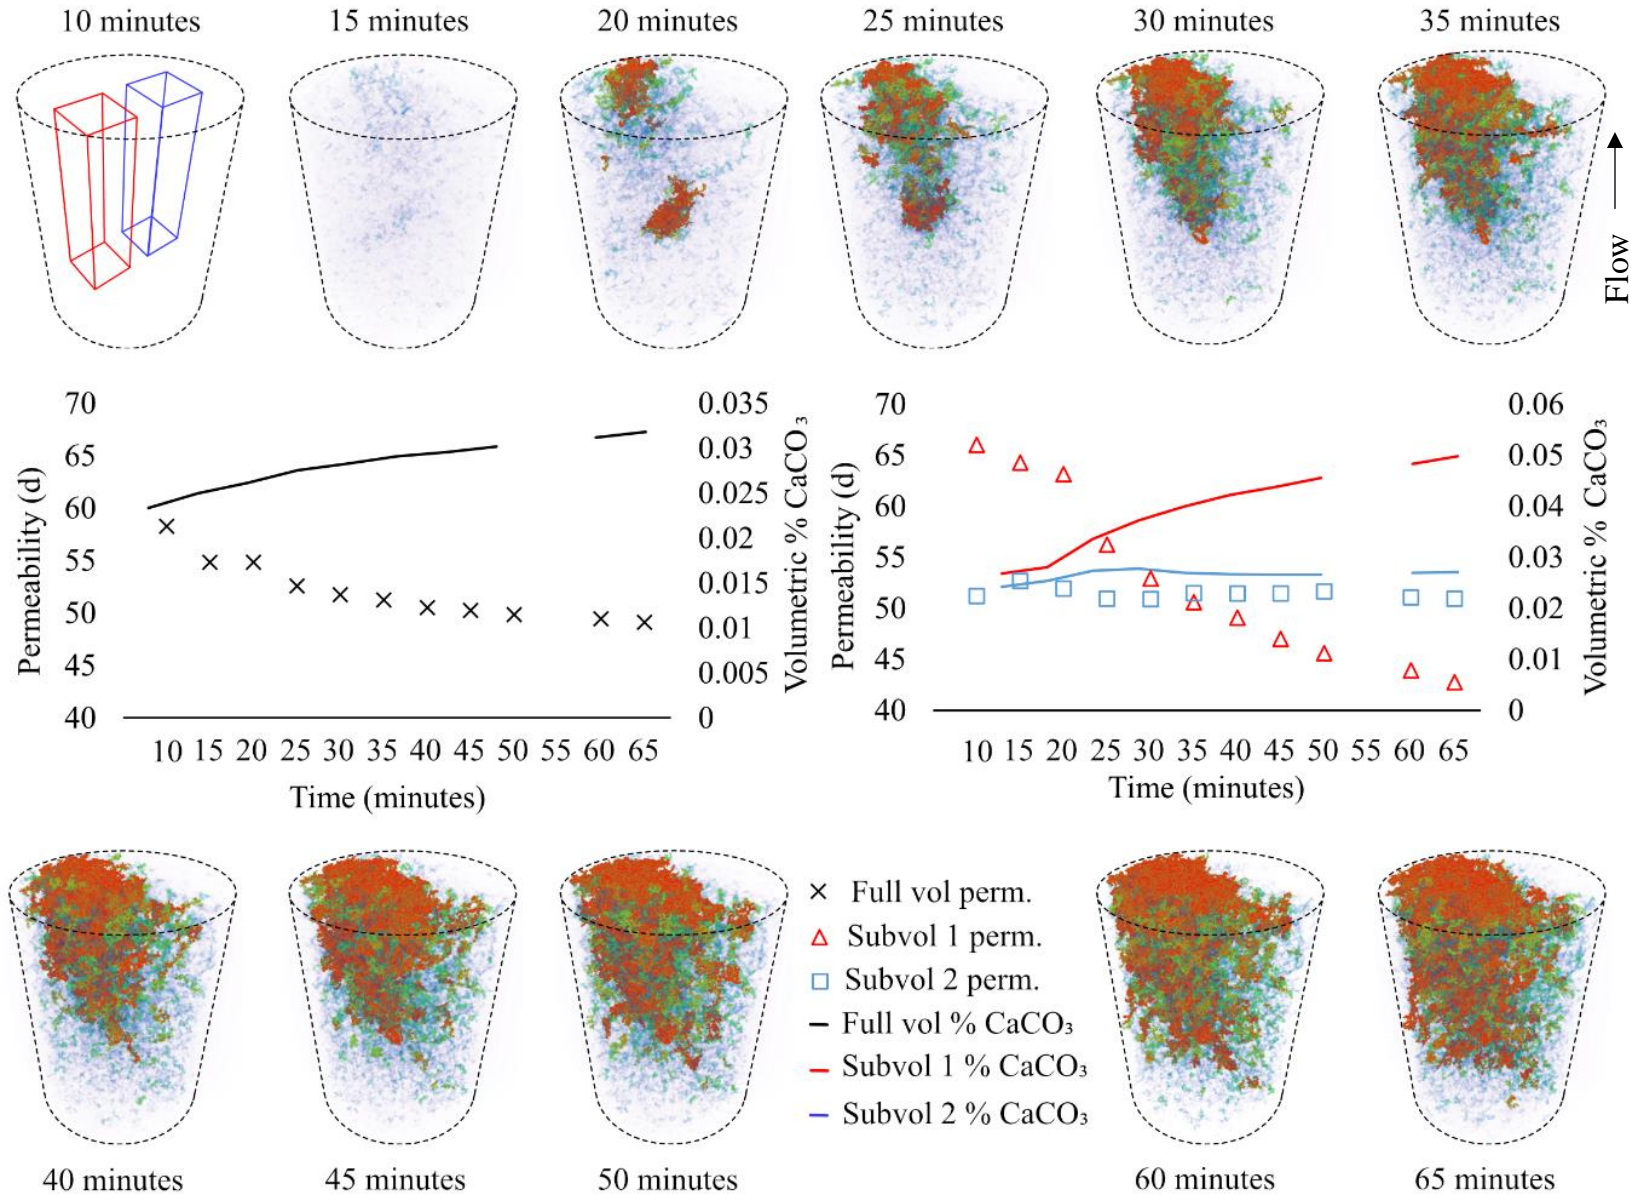 10 minutes
15 minutes
20 minutes
25 minutes
30 minutes
35 minutes
Flow
Permeability (d)
70
65
60
55
50
45
40
0.035
0.03
0.025
0.02
0.015
0.01
0.005
0
Volumetric % CaCO₃
10 15 20 25 30 35 40 45 50 55 60 65
Time (minutes)
Permeability (d)
70
65
60
55
50
45
40
0.06
0.05
0.04
0.03
0.02
0.01
0
Volumetric % CaCO₃
10 15 20 25 30 35 40 45 50 55 60 65
Time (minutes)
Full vol perm.
Subvol 1 perm.
Subvol 2 perm.
Full vol % CaCO₃
Subvol 1 % CaCO₃
Subvol 2 % CaCO₃
40 minutes
45 minutes
50 minutes
60 minutes
65 minutes